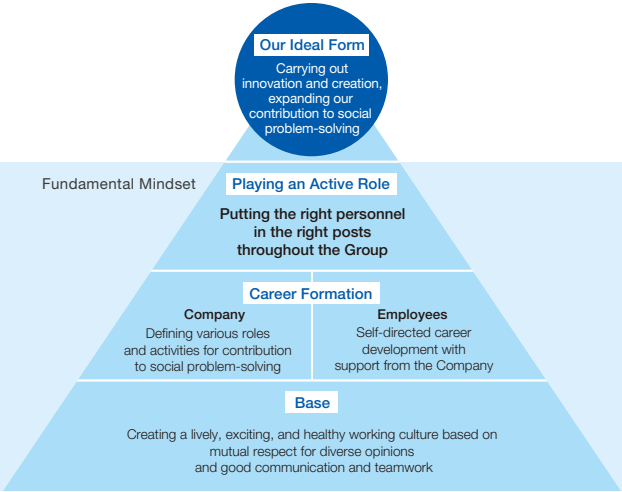 Our Ideal Form
Carrying out
innovation and creation,
expanding our
contribution to social
problem-solving
Fundamental Mindset
Playing an Active Role
Putting the right personnel
in the right posts
throughout the Group
Career Formation
Company
Defining various roles
and activities for contribution
to social problem-solving
Employees
Self-directed career
development with
support from the Company
Base
Creating a lively, exciting, and healthy working culture based on
mutual respect for diverse opinions
and good communication and teamwork